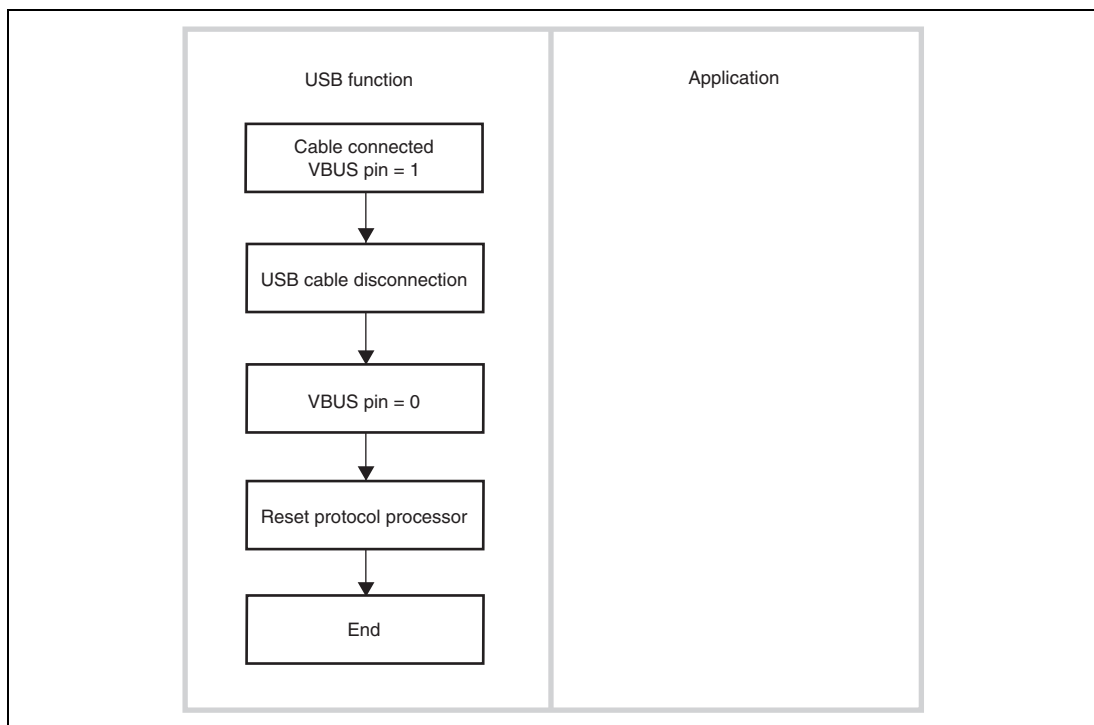 USB function
Application
Cable connected
VBUS pin = 1
USB cable disconnection
VBUS pin = 0
Reset protocol processor
End